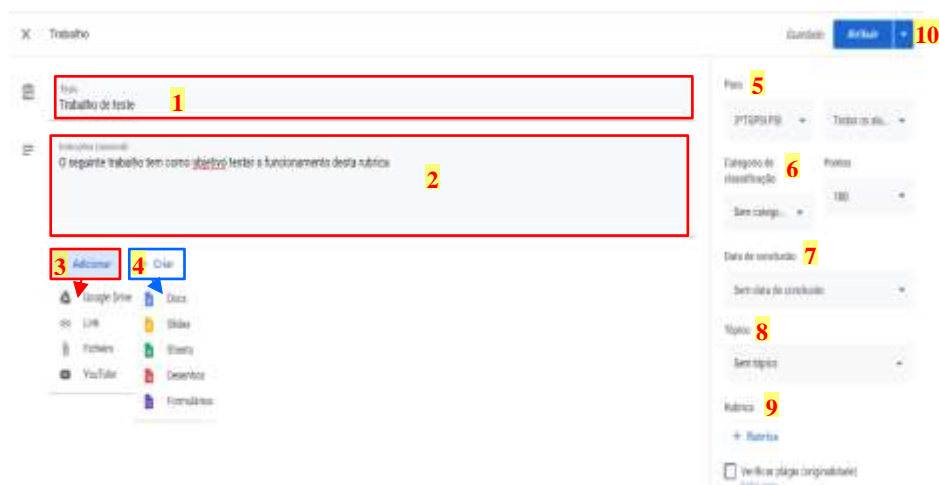 X Trabalho
Guardado Atribuir 10
Título
Trabalho de teste 1
Instruções (opcional)
O seguinte trabalho tem como objetivo testar o funcionamento desta rubrica
2
3 Adicionar 4 Criar
Google Drive Docs
Link Slides
Ficheiro Sheets
YouTube Desenhos
Formulários
Para 5
Todos os alu...
Categoria de classificação 6 Pontos
Sem catego... 100
Data de conclusão 7
Sem data de conclusão
Tópico 8
Sem tópico
Rubrica 9
+ Rubrica
Verificar plágio (originalidade)